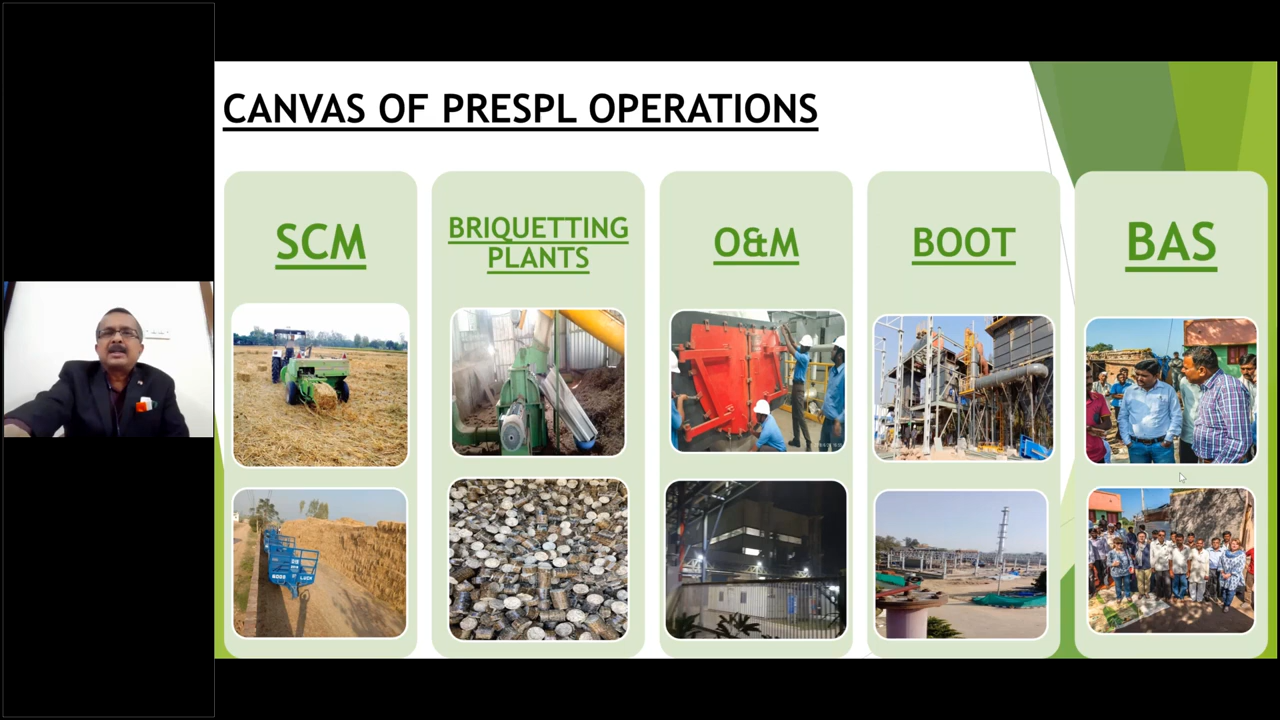 CANVAS OF PRESPL OPERATIONS
SCM
BRIQUETTING
PLANTS
O&M
BOOT
BAS